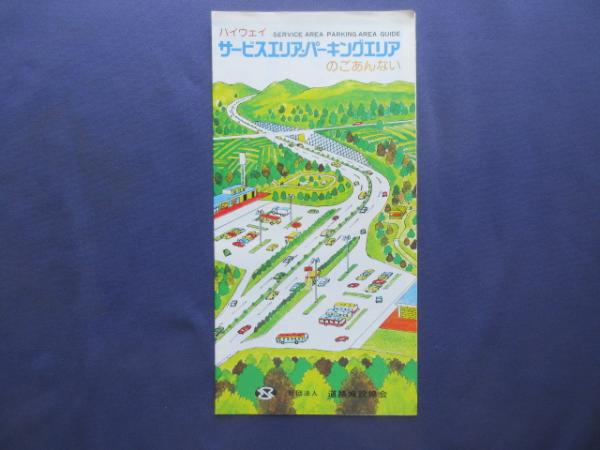 ハイウェイ SERVICE AREA PARKING AREA GUIDE
サービスエリア・パーキングエリア
のごあんない
財団法人 道路施設協会